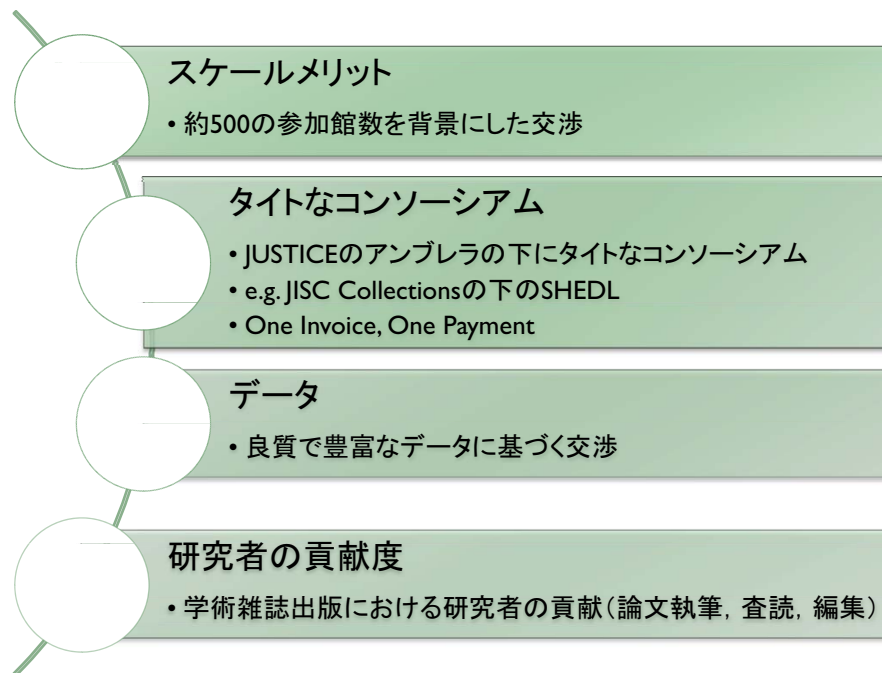 スケールメリット
• 約500の参加館数を背景にした交渉
タイトなコンソーシアム
• JUSTICEのアンブレラの下にタイトなコンソーシアム
• e.g. JISC Collectionsの下のSHEDL
• One Invoice, One Payment
データ
• 良質で豊富なデータに基づく交渉
研究者の貢献度
• 学術雑誌出版における研究者の貢献（論文執筆，査読，編集）